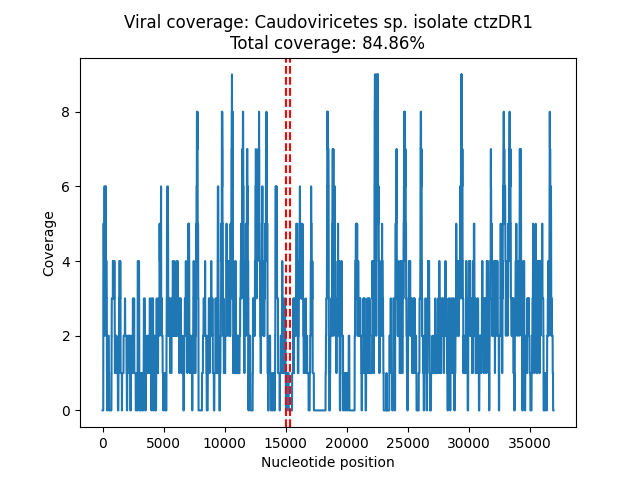 Viral coverage: Caudoviricetes sp. isolate ctzDR1
Total coverage: 84.86%
8
6
4
2
0
Coverage
0 5000 10000 15000 20000 25000 30000 35000
Nucleotide position